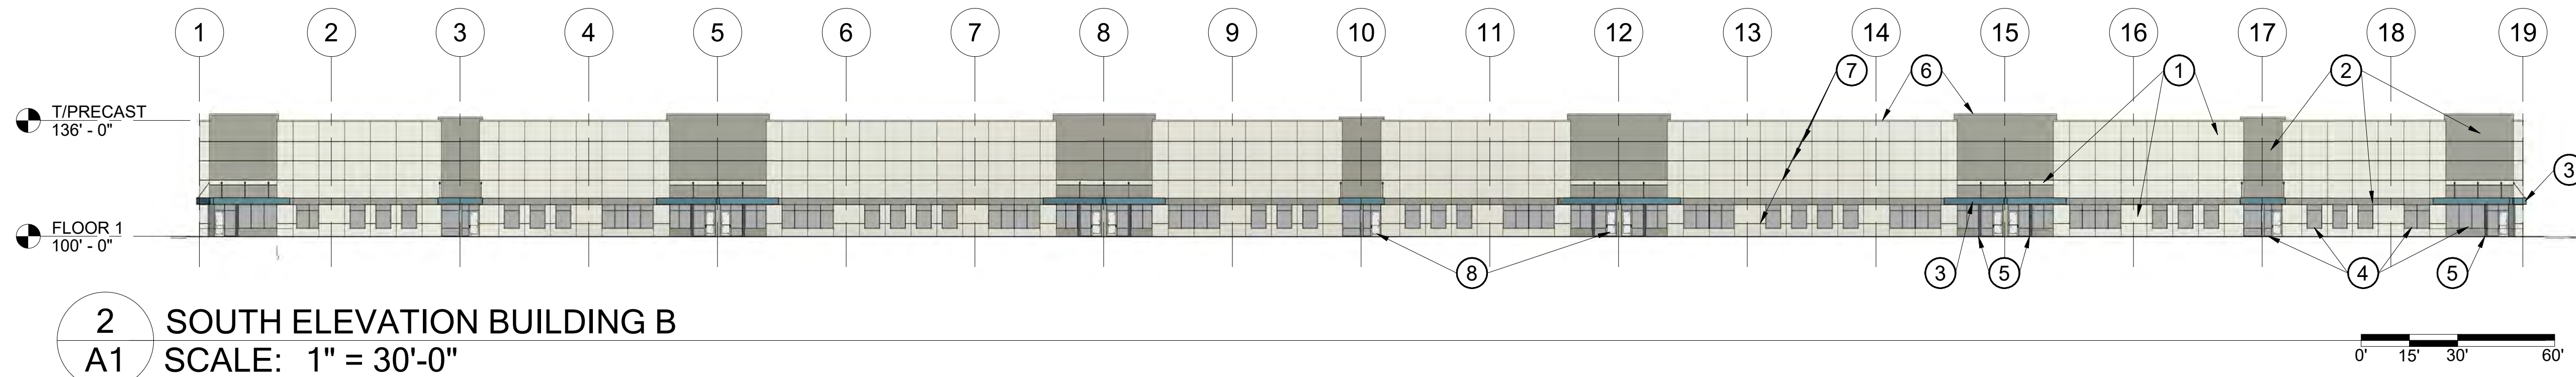 1 2 3 4 5 6 7 8 9 10 11 12 13 14 15 16 17 18 19
7 6 1 2
T/PRECAST
136' - 0"
3
FLOOR 1
100' - 0"
8 3 5 4 5
2 SOUTH ELEVATION BUILDING B
A1 SCALE: 1" = 30'-0"
0' 15' 30' 60'